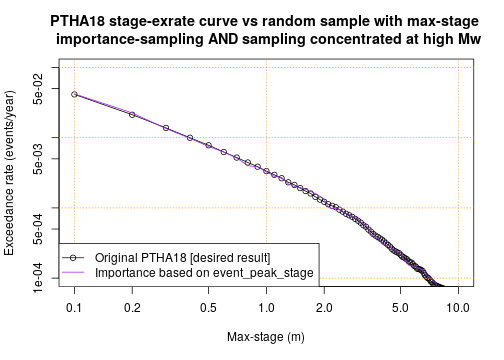 PTHA18 stage-exrate curve vs random sample with max-stage
importance-sampling AND sampling concentrated at high Mw
Exceedance rate (events/year)
5e-02
5e-03
5e-04
1e-04
Original PTHA18 [desired result]
Importance based on event_peak_stage
0.1 0.2 0.5 1.0 2.0 5.0 10.0
Max-stage (m)